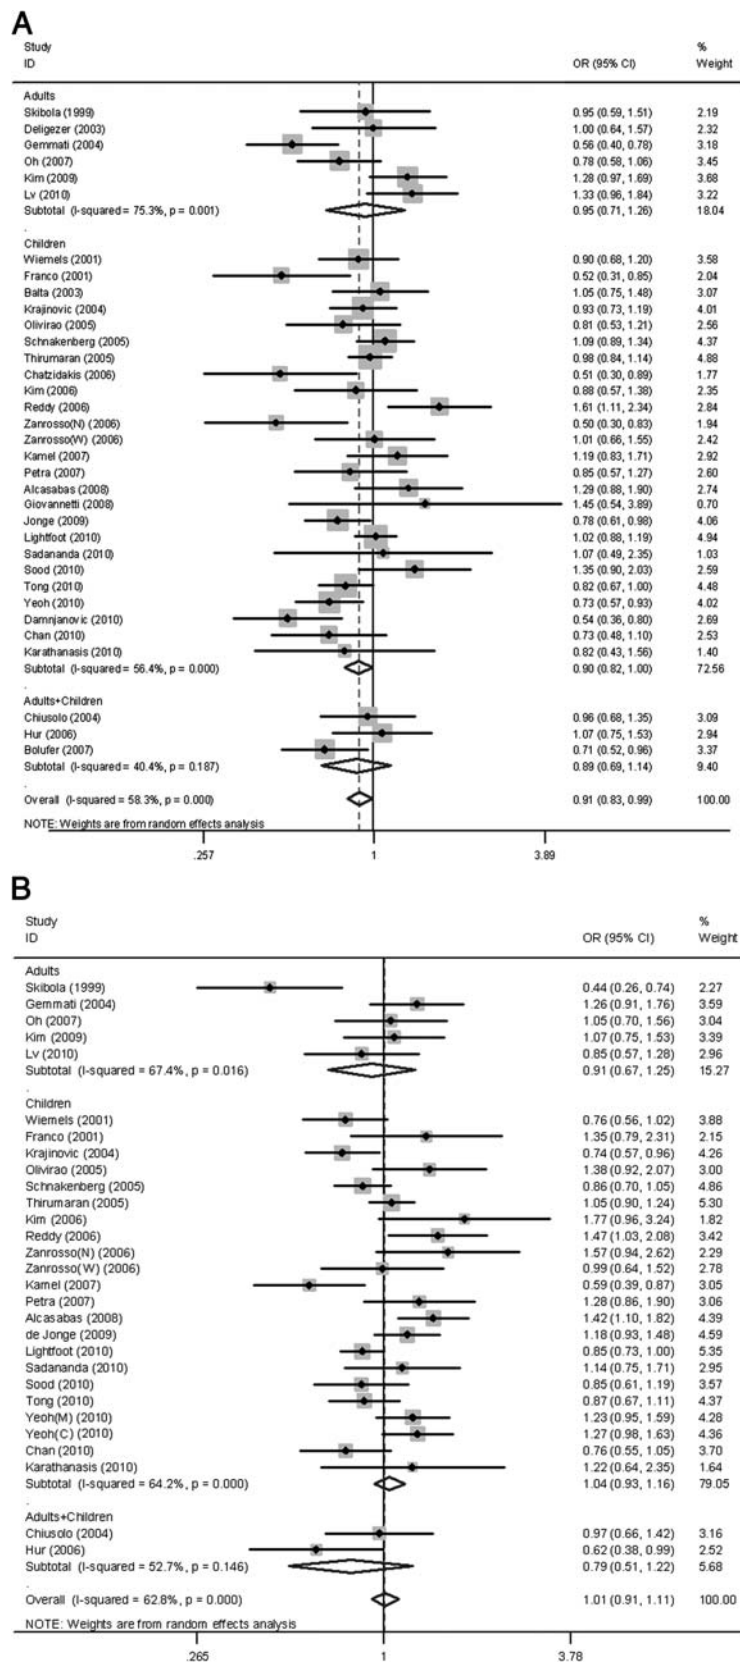 A
Study % 
ID OR (95% CI) Weight
Adults
Skibola (1999) 0.95 (0.59, 1.51) 2.19
Deligezer (2003) 1.00 (0.64, 1.57) 2.32
Gemmati (2004) 0.56 (0.40, 0.78) 3.18
Oh (2007) 0.78 (0.58, 1.06) 3.45
Kim (2009) 1.28 (0.97, 1.69) 3.68
Lv (2010) 1.33 (0.96, 1.84) 3.22
Subtotal (I-squared = 75.3%, p = 0.001) 0.95 (0.71, 1.26) 18.04
.
Children
Wiemels (2001) 0.90 (0.68, 1.20) 3.58
Franco (2001) 0.52 (0.31, 0.85) 2.04
Balta (2003) 1.05 (0.75, 1.48) 3.07
Krajinovic (2004) 0.93 (0.73, 1.19) 4.01
Olivirao (2005) 0.81 (0.53, 1.21) 2.56
Schnakenberg (2005) 1.09 (0.89, 1.34) 4.37
Thirumaran (2005) 0.98 (0.84, 1.14) 4.88
Chatzidakis (2006) 0.51 (0.30, 0.89) 1.77
Kim (2006) 0.88 (0.57, 1.38) 2.35
Reddy (2006) 1.61 (1.11, 2.34) 2.84
Zanrosso(N) (2006) 0.50 (0.30, 0.83) 1.94
Zanrosso(W) (2006) 1.01 (0.66, 1.55) 2.42
Kamel (2007) 1.19 (0.83, 1.71) 2.92
Petra (2007) 0.85 (0.57, 1.27) 2.60
Alcasabas (2008) 1.29 (0.88, 1.90) 2.74
Giovannetti (2008) 1.45 (0.54, 3.89) 0.70
Jonge (2009) 0.78 (0.61, 0.98) 4.06
Lightfoot (2010) 1.02 (0.88, 1.19) 4.94
Sadananda (2010) 1.07 (0.49, 2.35) 1.03
Sood (2010) 1.35 (0.90, 2.03) 2.59
Tong (2010) 0.82 (0.67, 1.00) 4.48
Yeoh (2010) 0.73 (0.57, 0.93) 4.02
Damnjanovic (2010) 0.54 (0.36, 0.80) 2.69
Chan (2010) 0.73 (0.48, 1.10) 2.53
Karathanasis (2010) 0.82 (0.43, 1.56) 1.40
Subtotal (I-squared = 56.4%, p = 0.000) 0.90 (0.82, 1.00) 72.56
.
Adults+Children
Chiusolo (2004) 0.96 (0.68, 1.35) 3.09
Hur (2006) 1.07 (0.75, 1.53) 2.94
Bolufer (2007) 0.71 (0.52, 0.96) 3.37
Subtotal (I-squared = 40.4%, p = 0.187) 0.89 (0.69, 1.14) 9.40
.
Overall (I-squared = 58.3%, p = 0.000) 0.91 (0.83, 0.99) 100.00
NOTE: Weights are from random effects analysis
.257 1 3.89
B
Study %
ID OR (95% CI) Weight
Adults
Skibola (1999) 0.44 (0.26, 0.74) 2.27
Gemmati (2004) 1.26 (0.91, 1.76) 3.59
Oh (2007) 1.05 (0.70, 1.56) 3.04
Kim (2009) 1.07 (0.75, 1.53) 3.39
Lv (2010) 0.85 (0.57, 1.28) 2.96
Subtotal (I-squared = 67.4%, p = 0.016) 0.91 (0.67, 1.25) 15.27
.
Children
Wiemels (2001) 0.76 (0.56, 1.02) 3.88
Franco (2001) 1.35 (0.79, 2.31) 2.15
Krajinovic (2004) 0.74 (0.57, 0.96) 4.26
Olivirao (2005) 1.38 (0.92, 2.07) 3.00
Schnakenberg (2005) 0.86 (0.70, 1.05) 4.86
Thirumaran (2005) 1.05 (0.90, 1.24) 5.30
Kim (2006) 1.77 (0.96, 3.24) 1.82
Reddy (2006) 1.47 (1.03, 2.08) 3.42
Zanrosso(N) (2006) 1.57 (0.94, 2.62) 2.29
Zanrosso(W) (2006) 0.99 (0.64, 1.52) 2.78
Kamel (2007) 0.59 (0.39, 0.87) 3.05
Petra (2007) 1.28 (0.86, 1.90) 3.06
Alcasabas (2008) 1.42 (1.10, 1.82) 4.39
de Jonge (2009) 1.18 (0.93, 1.48) 4.59
Lightfoot (2010) 0.85 (0.73, 1.00) 5.35
Sadananda (2010) 1.14 (0.75, 1.71) 2.95
Sood (2010) 0.85 (0.61, 1.19) 3.57
Tong (2010) 0.87 (0.67, 1.11) 4.37
Yeoh(M) (2010) 1.23 (0.95, 1.59) 4.28
Yeoh(C) (2010) 1.27 (0.98, 1.63) 4.36
Chan (2010) 0.76 (0.55, 1.05) 3.70
Karathanasis (2010) 1.22 (0.64, 2.35) 1.64
Subtotal (I-squared = 64.2%, p = 0.000) 1.04 (0.93, 1.16) 79.05
.
Adults+Children
Chiusolo (2004) 0.97 (0.66, 1.42) 3.16
Hur (2006) 0.62 (0.38, 0.99) 2.52
Subtotal (I-squared = 52.7%, p = 0.146) 0.79 (0.51, 1.22) 5.68
.
Overall (I-squared = 62.8%, p = 0.000) 1.01 (0.91, 1.11) 100.00
NOTE: Weights are from random effects analysis
.265 1 3.78